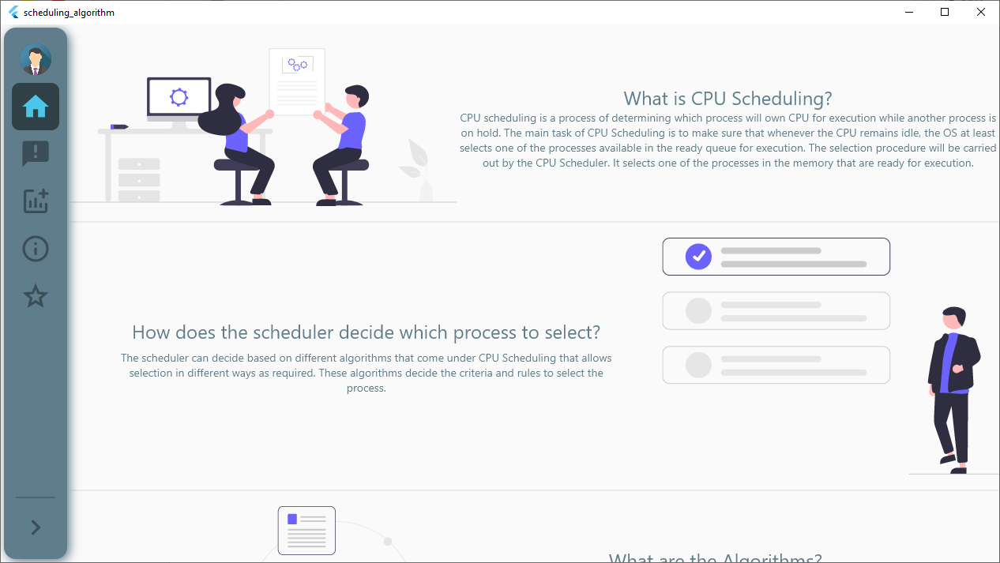 scheduling_algorithm
What is CPU Scheduling?
CPU scheduling is a process of determining which process will own CPU for execution while another process is
on hold. The main task of CPU Scheduling is to make sure that whenever the CPU remains idle, the OS at least
selects one of the processes available in the ready queue for execution. The selection procedure will be carried
out by the CPU Scheduler. It selects one of the processes in the memory that are ready for execution.
How does the scheduler decide which process to select?
The scheduler can decide based on different algorithms that come under CPU Scheduling that allows
selection in different ways as required. These algorithms decide the criteria and rules to select the
process.
What are the Algorithms?